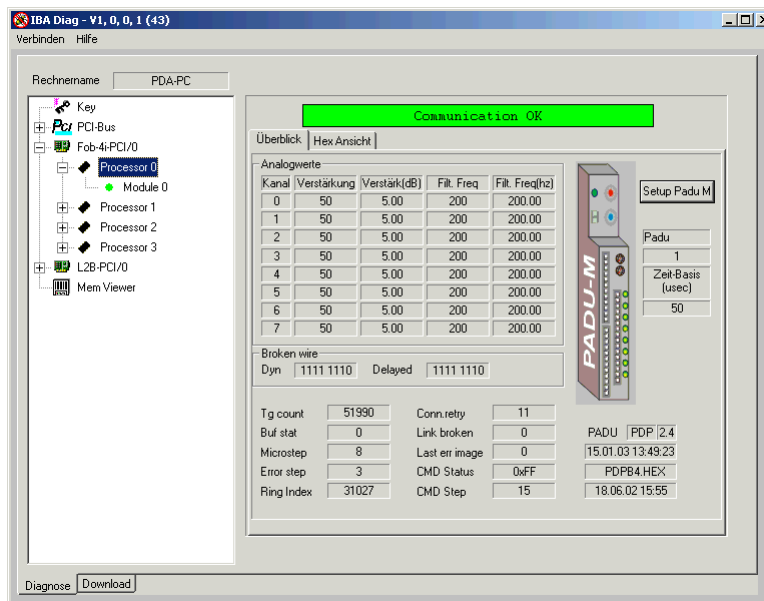 IBA Diag - V1, 0, 0, 1 (43)
Verbinden Hilfe
Rechnername PDA-PC
Key
PCI PCI-Bus
Fob-4i-PCI/0
Processor 0
Module 0
Processor 1
Processor 2
Processor 3
L2B-PCI/0
Mem Viewer
Communication OK
Überblick Hex Ansicht
Analogwerte
Kanal Verstärkung Verstärk(dB) Filt. Freq Filt. Freq(hz)
0 50 5.00 200 200.00
1 50 5.00 200 200.00
2 50 5.00 200 200.00
3 50 5.00 200 200.00
4 50 5.00 200 200.00
5 50 5.00 200 200.00
6 50 5.00 200 200.00
7 50 5.00 200 200.00
Broken wire
Dyn 1111 1110 Delayed 1111 1110
PADU-M
Setup Padu M
Padu
1
Zeit-Basis
(usec)
50
Tg count 51990 Conn.retry 11
Buf stat 0 Link broken 0
Microstep 8 Last err image 0
Error step 3 CMD Status 0xFF
Ring Index 31027 CMD Step 15
PADU PDP 2.4
15.01.03 13:49:23
PDPB4.HEX
18.06.02 15:55
Diagnose Download